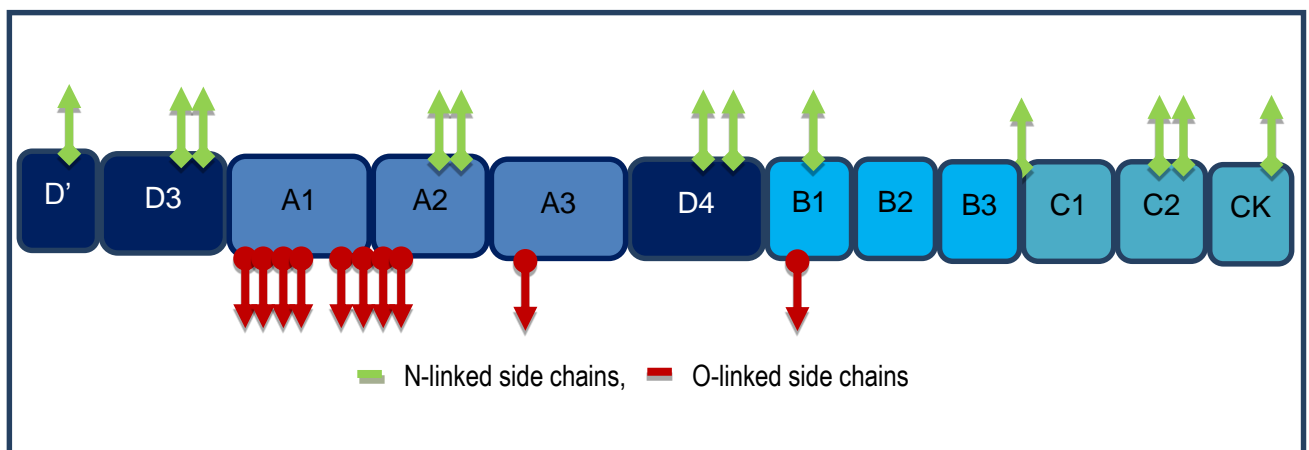 D’ D3 A1 A2 A3 D4 B1 B2 B3 C1 C2 CK
N-linked side chains, O-linked side chains